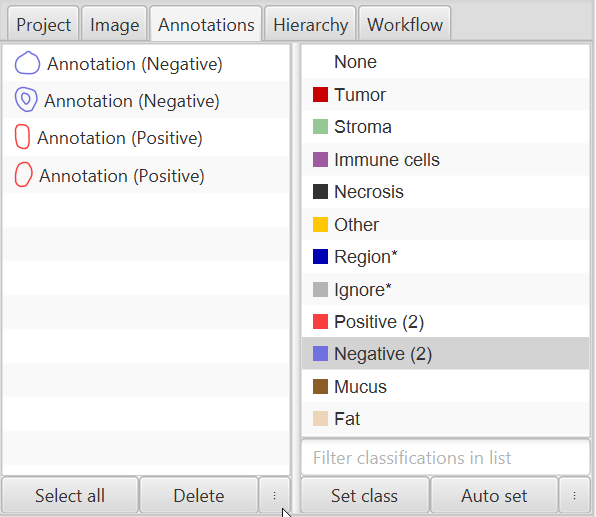 Project Image Annotations Hierarchy Workflow
Annotation (Negative)
Annotation (Negative)
Annotation (Positive)
Annotation (Positive)
Select all Delete ⋮
None
Tumor
Stroma
Immune cells
Necrosis
Other
Region*
Ignore*
Positive (2)
Negative (2)
Mucus
Fat
Filter classifications in list
Set class Auto set ⋮